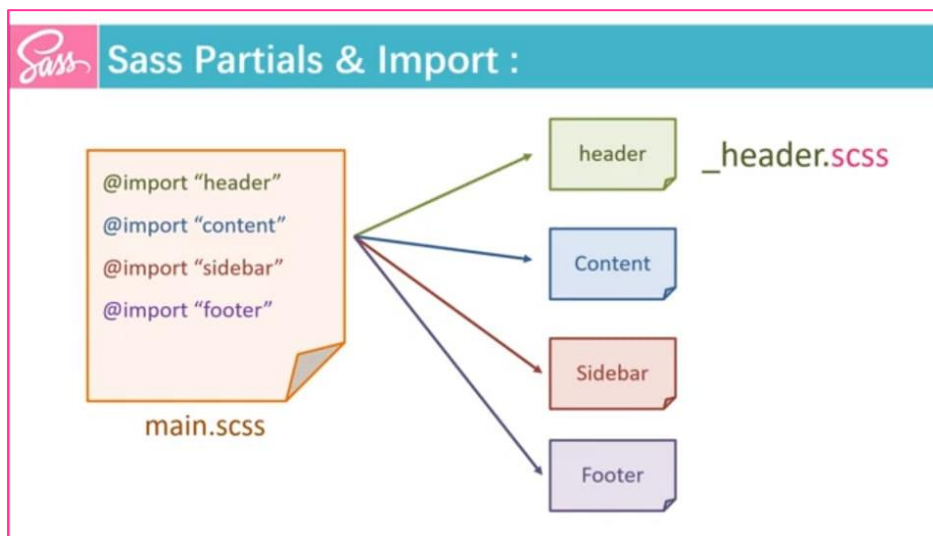 Sass
Sass Partials & Import :
@import “header”
@import “content”
@import “sidebar”
@import “footer”
main.scss
header
_header.scss
Content
Sidebar
Footer